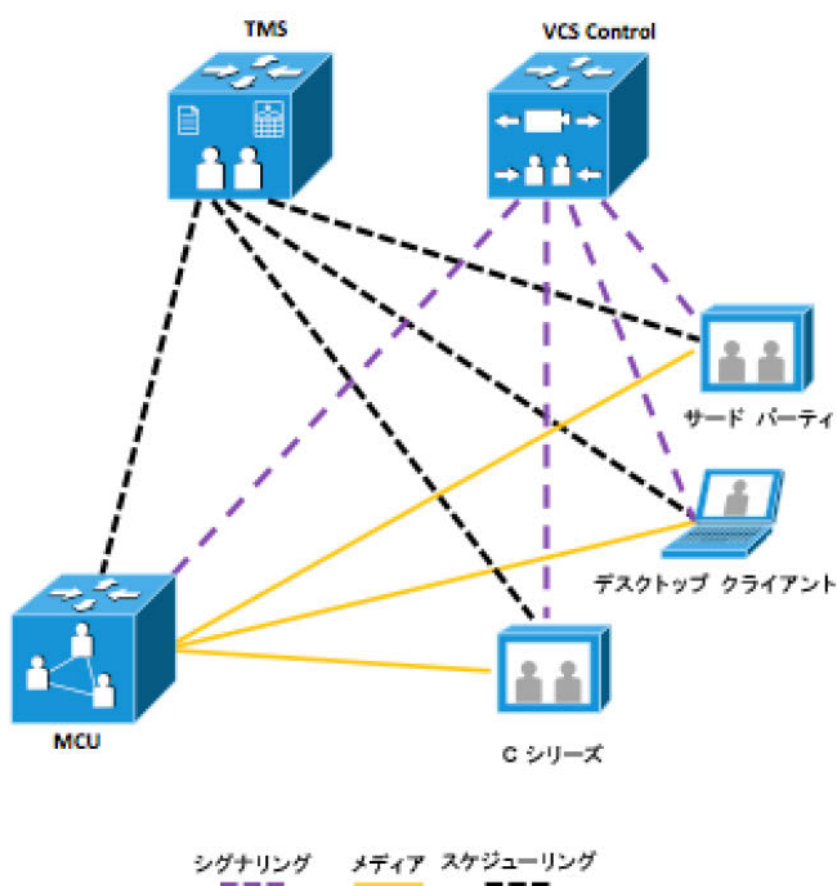 TMS
VCS Control
サード パーティ
デスクトップ クライアント
MCU
C シリーズ
シグナリング
メディア
スケジューリング